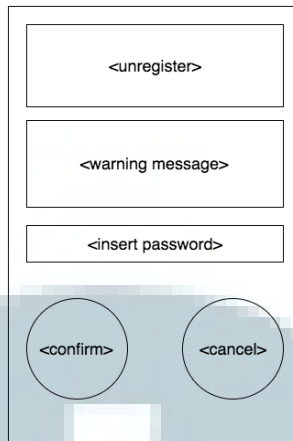 <unregister>
<warning message>
<insert password>
<confirm>
<cancel>